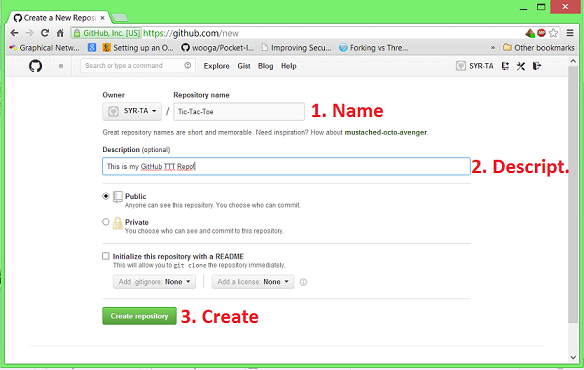 Create a New Reposi
GitHub, Inc. [US] https://github.com/new
Graphical Netw... Setting up an O... wooga/Pocket-I... Improving Secu... Forking vs Thre... » Other bookmarks
Search or type a command Explore Gist Blog Help SYR-TA
Owner Repository name
SYR-TA / Tic-Tac-Toe 1. Name
Great repository names are short and memorable. Need inspiration? How about mustached-octo-avenger.
Description (optional)
This is my GitHub TTT Repo! 2. Descript.
Public
Anyone can see this repository. You choose who can commit.
Private
You choose who can see and commit to this repository.
Initialize this repository with a README
This will allow you to git clone the repository immediately.
Add .gitignore: None Add a license: None
Create repository 3. Create